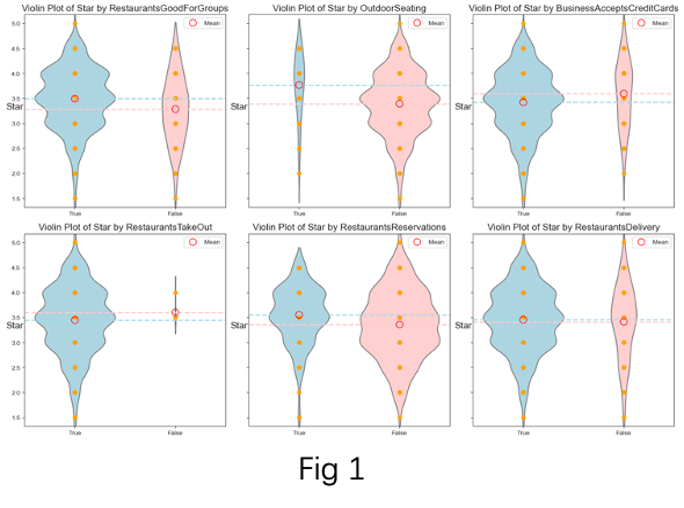 Violin Plot of Star by RestaurantsGoodForGroups
Violin Plot of Star by OutdoorSeating
Violin Plot of Star by BusinessAcceptsCreditCards
5.0
4.5
4.0
3.5
3.0
2.5
2.0
1.5
Star
Mean
True
False
Star
Mean
True
False
Star
Mean
True
False
Violin Plot of Star by RestaurantsTakeOut
Violin Plot of Star by RestaurantsReservations
Violin Plot of Star by RestaurantsDelivery
5.0
4.5
4.0
3.5
3.0
2.5
2.0
1.5
Star
Mean
True
False
Star
Mean
True
False
Star
Mean
True
False
Fig 1